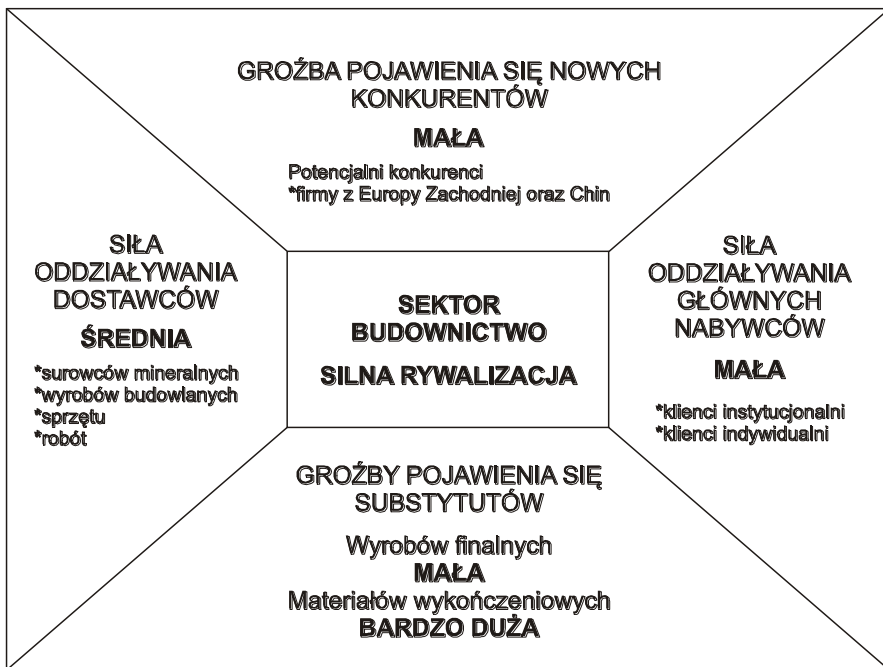 GROŹBA POJAWIENIA SIĘ NOWYCH
KONKURENTÓW
MAŁA
Potencjalni konkurenci
*firmy z Europy Zachodniej oraz Chin
SIŁA
ODDZIAŁYWANIA
DOSTAWCÓW
ŚREDNIA
*surowców mineralnych
*wyrobów budowlanych
*sprzętu
*robót
SEKTOR
BUDOWNICTWO
SILNA RYWALIZACJA
SIŁA
ODDZIAŁYWANIA
GŁÓWNYCH
NABYWCÓW
MAŁA
*klienci instytucjonalni
*klienci indywidualni
GROŹBY POJAWIENIA SIĘ
SUBSTYTUTÓW
Wyrobów finalnych
MAŁA
Materiałów wykończeniowych
BARDZO DUŻA